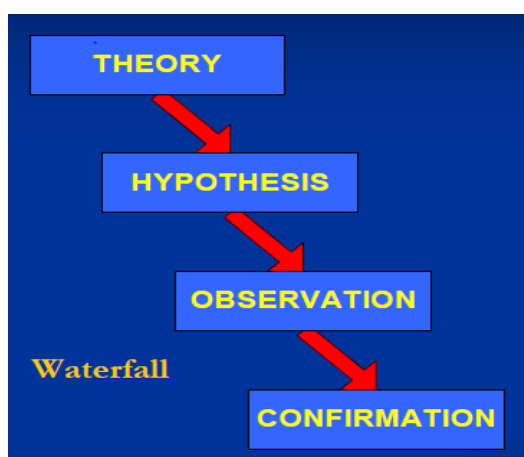 THEORY
HYPOTHESIS
OBSERVATION
Waterfall
CONFIRMATION